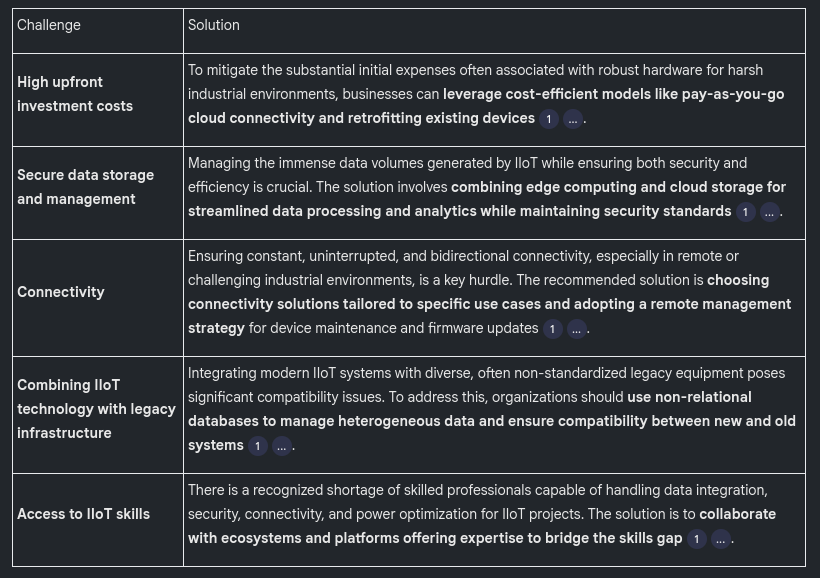 Challenge
Solution
High upfront
investment costs
To mitigate the substantial initial expenses often associated with robust hardware for harsh
industrial environments, businesses can leverage cost-efficient models like pay-as-you-go
cloud connectivity and retrofitting existing devices 1 ... .
Secure data storage
and management
Managing the immense data volumes generated by IIoT while ensuring both security and
efficiency is crucial. The solution involves combining edge computing and cloud storage for
streamlined data processing and analytics while maintaining security standards 1 ... .
Connectivity
Ensuring constant, uninterrupted, and bidirectional connectivity, especially in remote or
challenging industrial environments, is a key hurdle. The recommended solution is choosing
connectivity solutions tailored to specific use cases and adopting a remote management
strategy for device maintenance and firmware updates 1 ... .
Combining IIoT
technology with legacy
infrastructure
Integrating modern IIoT systems with diverse, often non-standardized legacy equipment poses
significant compatibility issues. To address this, organizations should use non-relational
databases to manage heterogeneous data and ensure compatibility between new and old
systems 1 ... .
Access to IIoT skills
There is a recognized shortage of skilled professionals capable of handling data integration,
security, connectivity, and power optimization for IIoT projects. The solution is to collaborate
with ecosystems and platforms offering expertise to bridge the skills gap 1 ... .